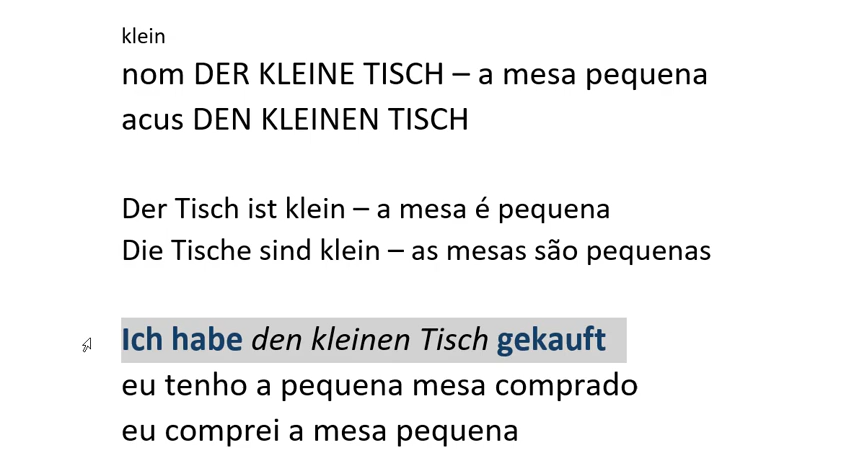 klein
nom DER KLEINE TISCH – a mesa pequena
acus DEN KLEINEN TISCH
Der Tisch ist klein – a mesa é pequena
Die Tische sind klein – as mesas são pequenas
Ich habe den kleinen Tisch gekauft
eu tenho a pequena mesa comprado
eu comprei a mesa pequena